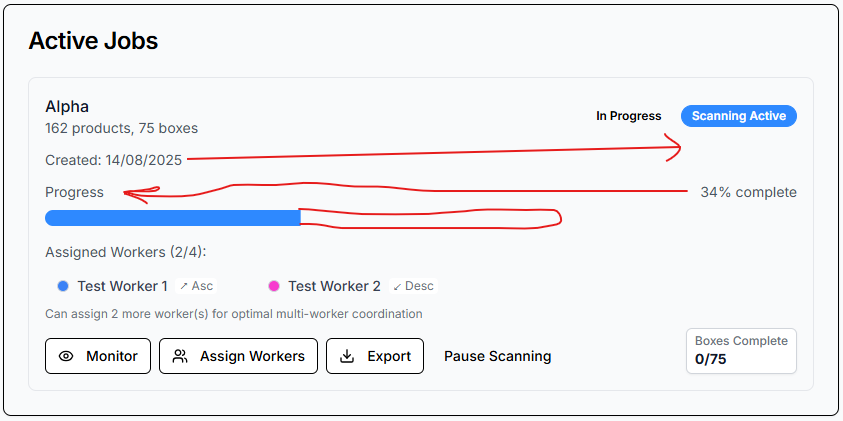 Active Jobs
Alpha
In Progress
Scanning Active
162 products, 75 boxes
Created: 14/08/2025
Progress
34% complete
Assigned Workers (2/4):
Test Worker 1 ↗ Asc
Test Worker 2 ↙ Desc
Can assign 2 more worker(s) for optimal multi-worker coordination
Monitor
Assign Workers
Export
Pause Scanning
Boxes Complete
0/75